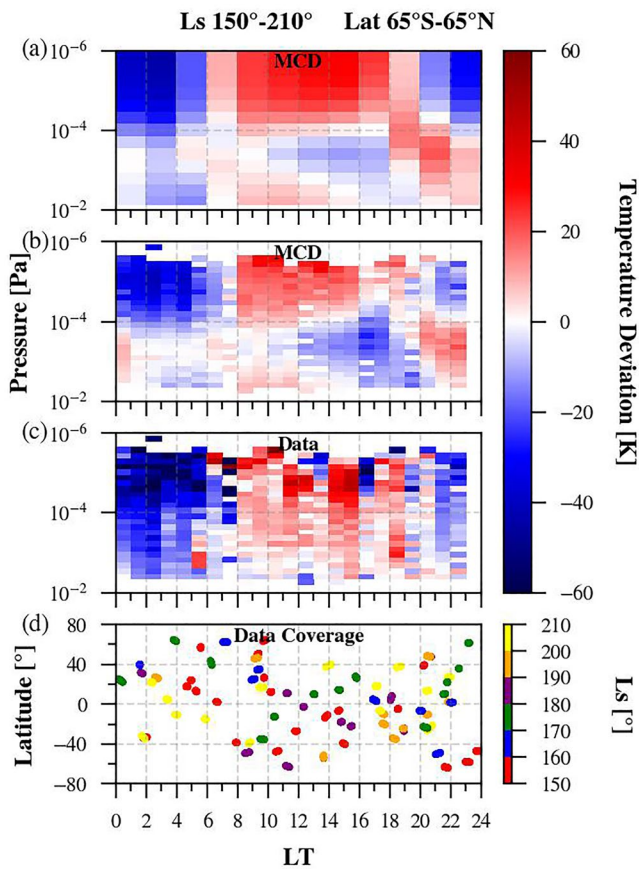 Ls 150°-210° Lat 65°S-65°N
(a)
MCD
10⁻⁶
10⁻⁴
10⁻²
(b)
MCD
10⁻⁶
10⁻⁴
10⁻²
Pressure [Pa]
(c)
Data
10⁻⁶
10⁻⁴
10⁻²
60
40
20
0
−20
−40
−60
Temperature Deviation [K]
(d)
Data Coverage
80
40
0
−40
−80
Latitude [°]
0 2 4 6 8 10 12 14 16 18 20 22 24
LT
210
200
190
180
170
160
150
Ls [°]